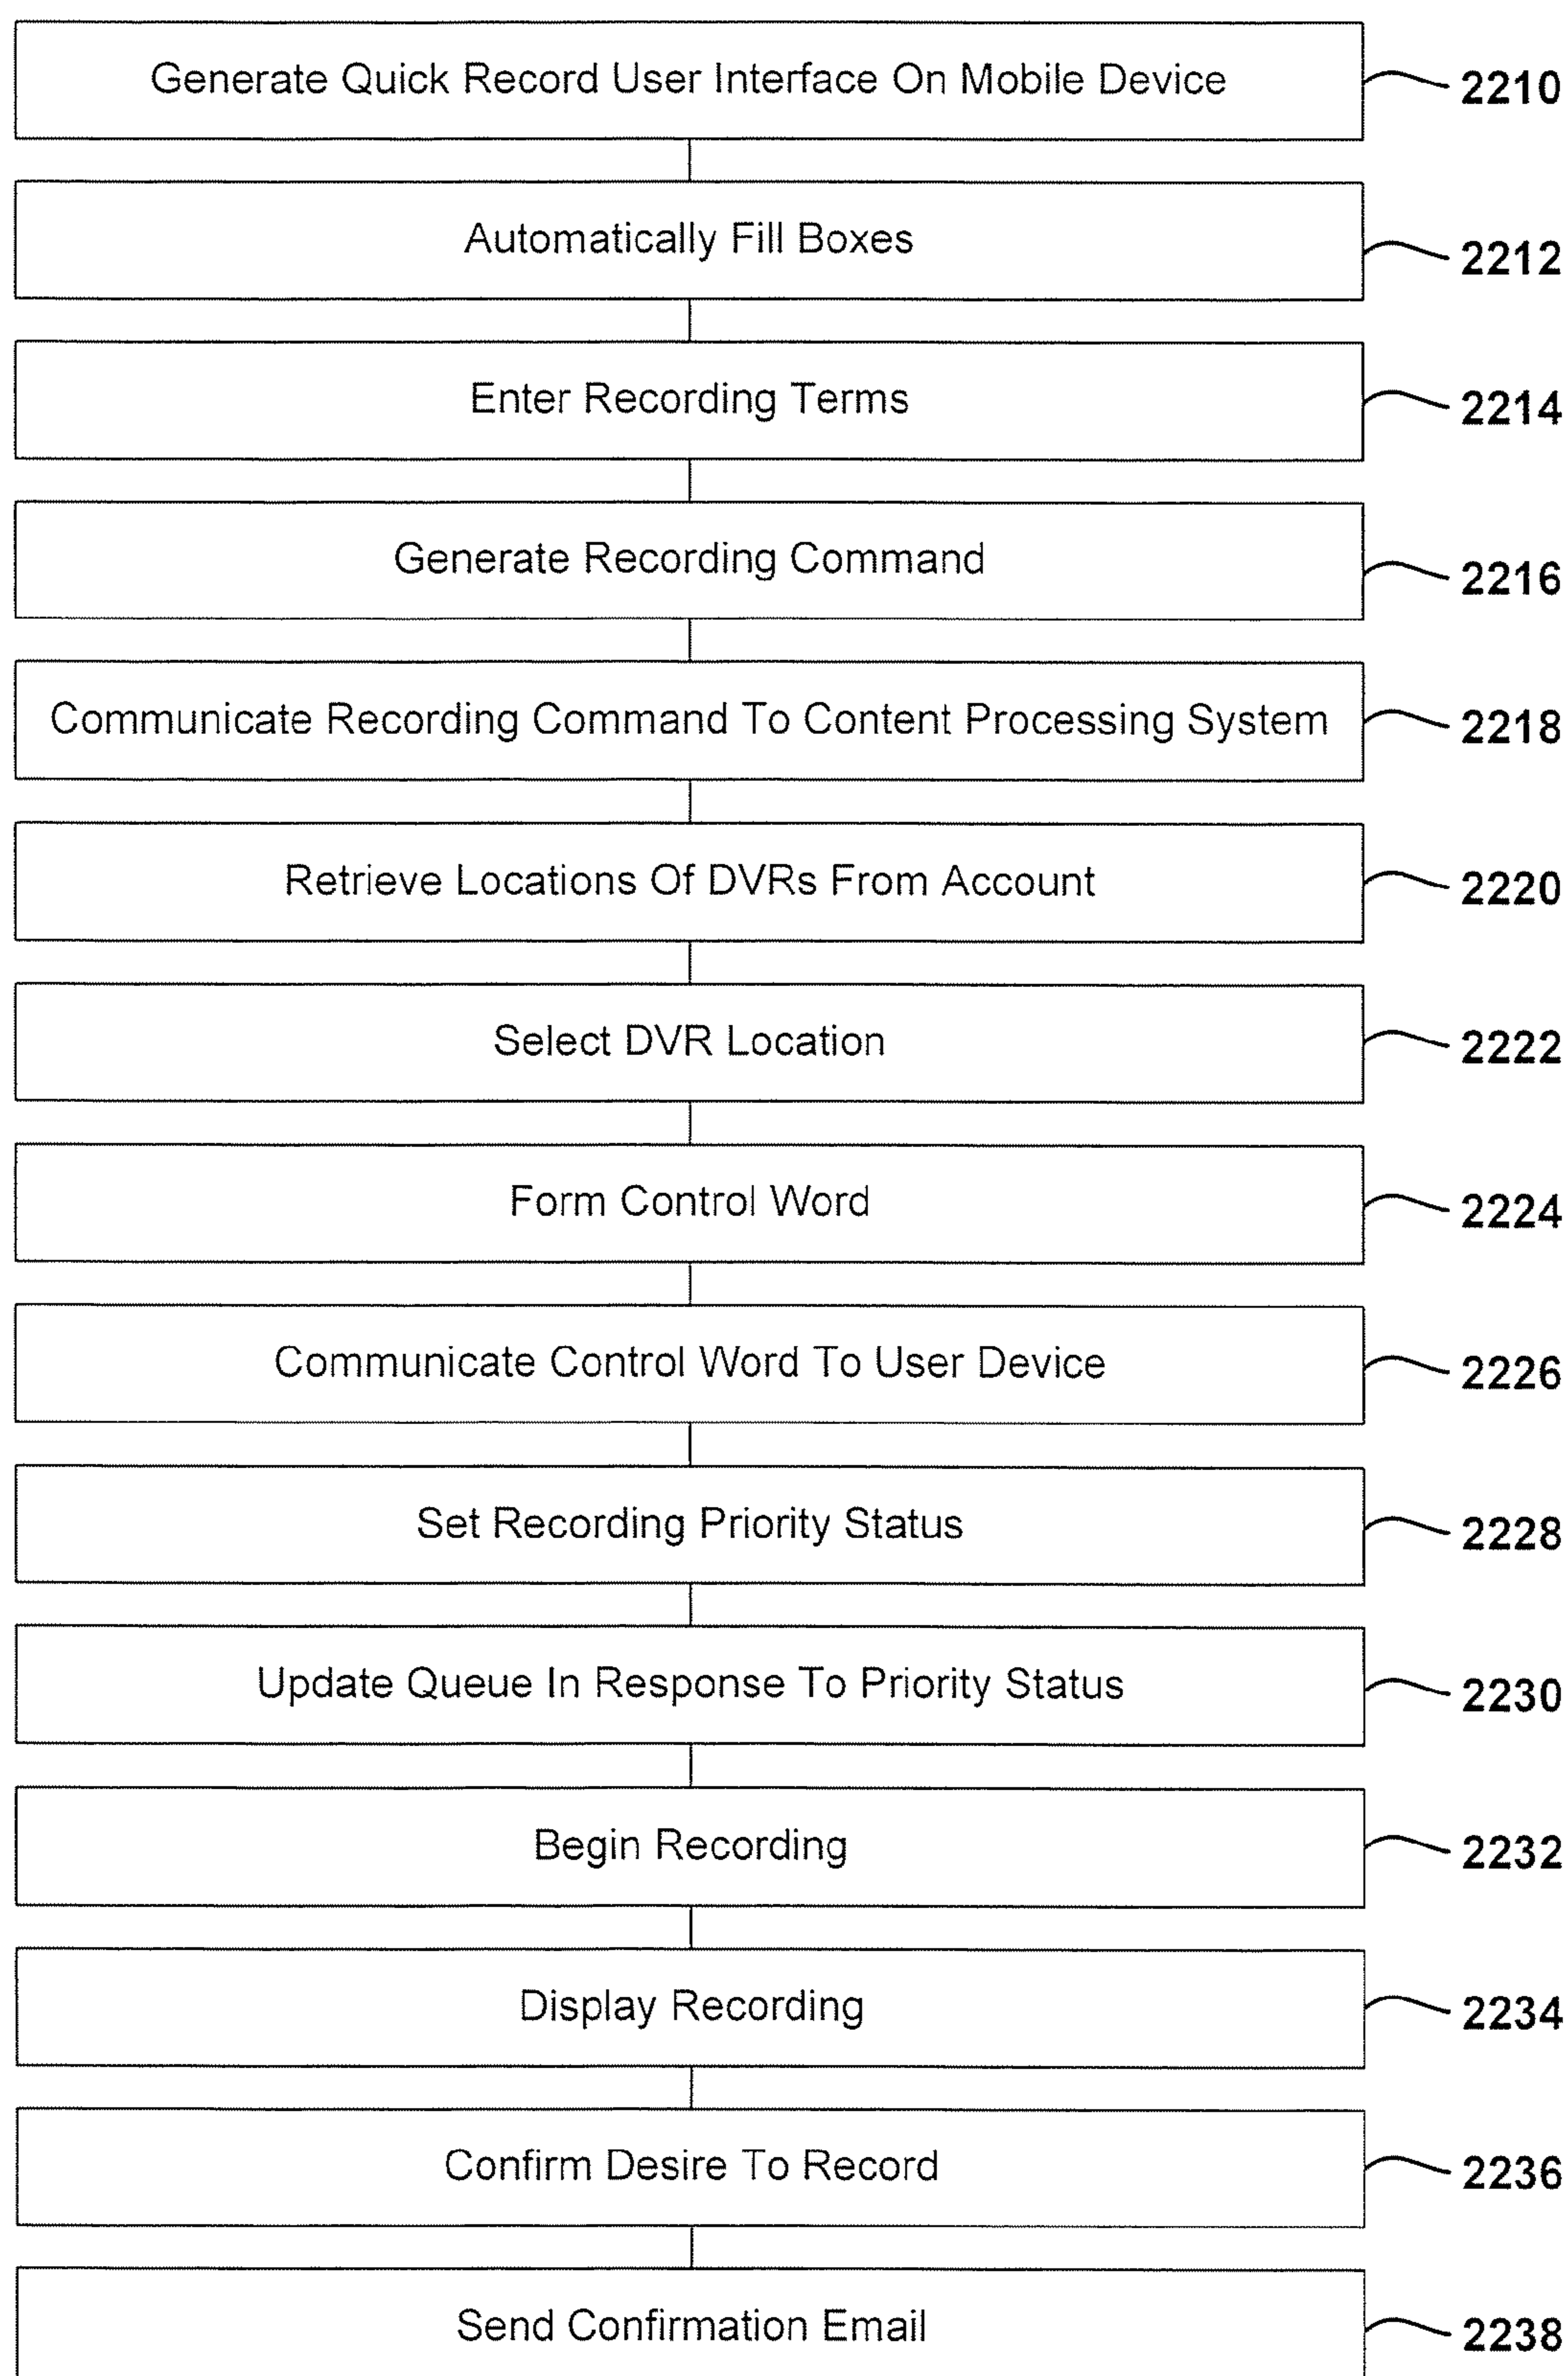 Generate Quick Record User Interface On Mobile Device 2210
Automatically Fill Boxes 2212
Enter Recording Terms 2214
Generate Recording Command 2216
Communicate Recording Command To Content Processing System 2218
Retrieve Locations Of DVRs From Account 2220
Select DVR Location 2222
Form Control Word 2224
Communicate Control Word To User Device 2226
Set Recording Priority Status 2228
Update Queue In Response To Priority Status 2230
Begin Recording 2232
Display Recording 2234
Confirm Desire To Record 2236
Send Confirmation Email 2238